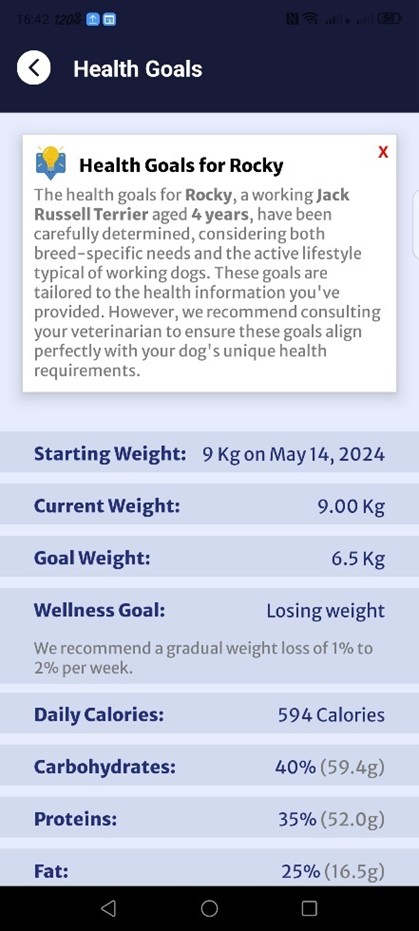 16:42 120%
Health Goals
Health Goals for Rocky
X
The health goals for Rocky, a working Jack
Russell Terrier aged 4 years, have been
carefully determined, considering both
breed-specific needs and the active lifestyle
typical of working dogs. These goals are
tailored to the health information you've
provided. However, we recommend consulting
your veterinarian to ensure these goals align
perfectly with your dog's unique health
requirements.
Starting Weight: 9 Kg on May 14, 2024
Current Weight: 9.00 Kg
Goal Weight: 6.5 Kg
Wellness Goal: Losing weight
We recommend a gradual weight loss of 1% to
2% per week.
Daily Calories: 594 Calories
Carbohydrates: 40% (59.4g)
Proteins: 35% (52.0g)
Fat: 25% (16.5g)